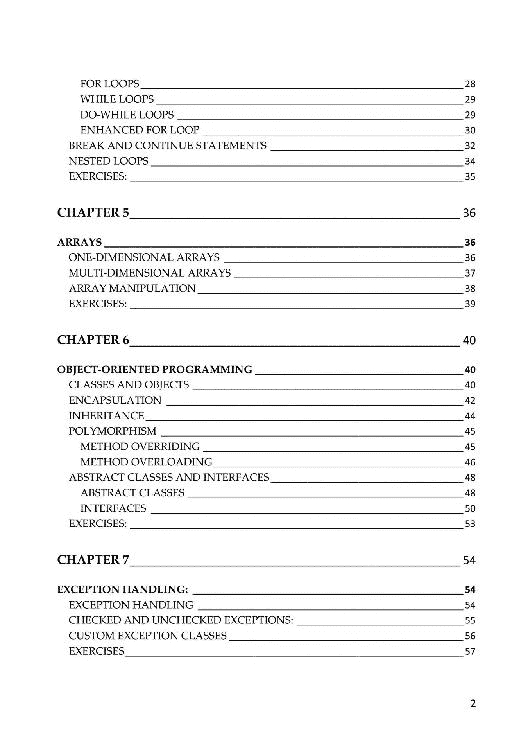 FOR LOOPS 28
WHILE LOOPS 29
DO-WHILE LOOPS 29
ENHANCED FOR LOOP 30
BREAK AND CONTINUE STATEMENTS 32
NESTED LOOPS 34
EXERCISES: 35
CHAPTER 5 36
ARRAYS 36
ONE-DIMENSIONAL ARRAYS 36
MULTI-DIMENSIONAL ARRAYS 37
ARRAY MANIPULATION 38
EXERCISES: 39
CHAPTER 6 40
OBJECT-ORIENTED PROGRAMMING 40
CLASSES AND OBJECTS 40
ENCAPSULATION 42
INHERITANCE 44
POLYMORPHISM 45
METHOD OVERRIDING 45
METHOD OVERLOADING 46
ABSTRACT CLASSES AND INTERFACES 48
ABSTRACT CLASSES 48
INTERFACES 50
EXERCISES: 53
CHAPTER 7 54
EXCEPTION HANDLING: 54
EXCEPTION HANDLING 54
CHECKED AND UNCHECKED EXCEPTIONS: 55
CUSTOM EXCEPTION CLASSES 56
EXERCISES 57
2